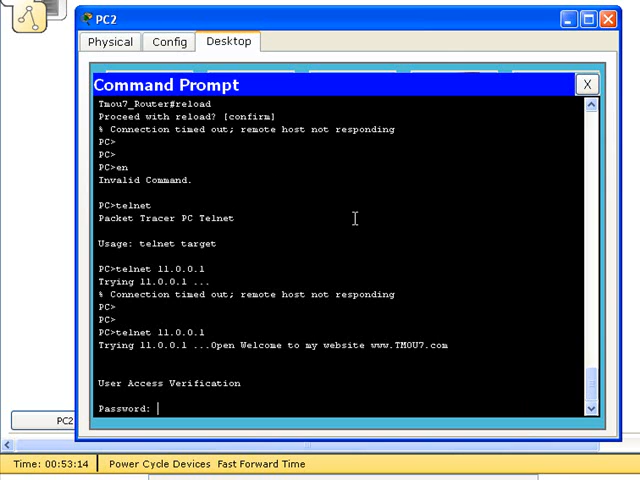 PC2
Physical Config Desktop
Command Prompt X
Tmou7_Router#reload
Proceed with reload? [confirm]
% Connection timed out; remote host not responding
PC>
PC>
PC>en
Invalid Command.
PC>telnet
Packet Tracer PC Telnet
Usage: telnet target
PC>telnet 11.0.0.1
Trying 11.0.0.1 ...
% Connection timed out; remote host not responding
PC>
PC>
PC>telnet 11.0.0.1
Trying 11.0.0.1 ...Open Welcome to my website www.TMOU7.com
User Access Verification
Password:
PC2
Time: 00:53:14 Power Cycle Devices Fast Forward Time